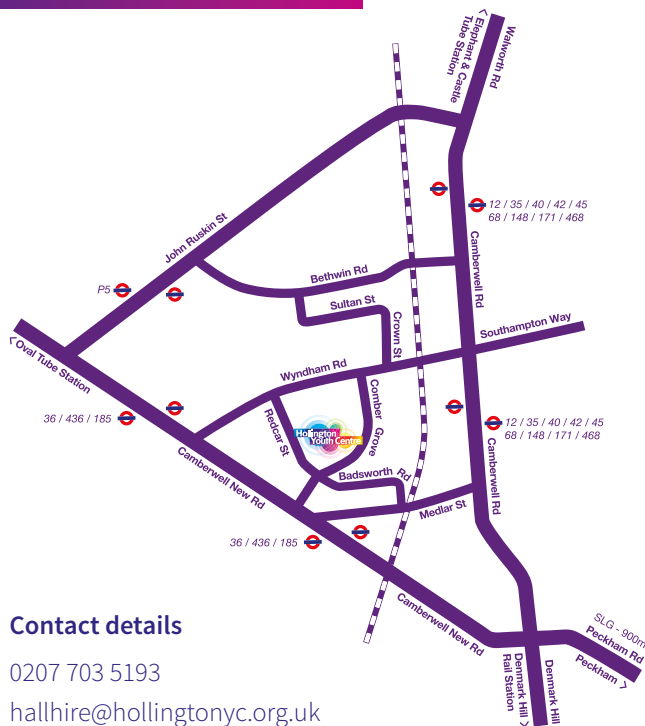 < Elephant & Castle
Tube Station
Walworth Rd
12 / 35 / 40 / 42 / 45
68 / 148 / 171 / 468
John Ruskin St
Camberwell Rd
Bethwin Rd
P5
Sultan St
Crown St
Southampton Way
< Oval Tube Station
Wyndham Rd
Comber Grove
36 / 436 / 185
Redcar St
Hollington
Youth Centre
12 / 35 / 40 / 42 / 45
68 / 148 / 171 / 468
Camberwell New Rd
Badsworth Rd
Camberwell Rd
Medlar St
36 / 436 / 185
Camberwell New Rd
SLG - 900m
Peckham Rd
Peckham >
Denmark Hill
Rail Station >
Denmark Hill
Contact details
0207 703 5193
hallhire@hollingtonyc.org.uk